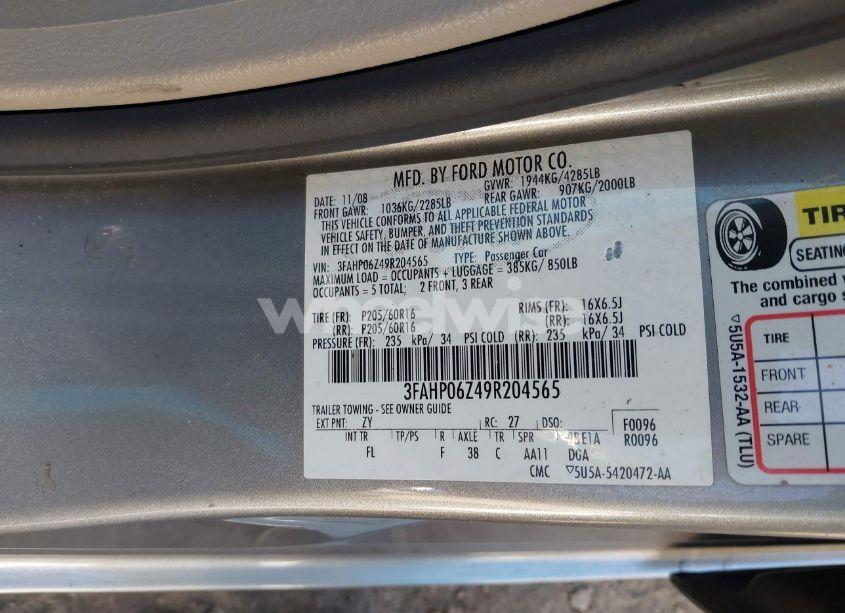 MFD. BY FORD MOTOR CO.
DATE: 11/08 GVWR: 1944KG/4285LB
FRONT GAWR: 1036KG/2285LB REAR GAWR: 907KG/2000LB
THIS VEHICLE CONFORMS TO ALL APPLICABLE FEDERAL MOTOR
VEHICLE SAFETY, BUMPER, AND THEFT PREVENTION STANDARDS
IN EFFECT ON THE DATE OF MANUFACTURE SHOWN ABOVE.
VIN: 3FAHP06Z49R204565 TYPE: Passenger Car
MAXIMUM LOAD = OCCUPANTS + LUGGAGE = 385KG/ 850LB
OCCUPANTS = 5 TOTAL; 2 FRONT, 3 REAR
wheelwise
TIRE (FR): P205/60R16 RIMS (FR): 16X6.5J
(RR): P205/60R16 (RR): 16X6.5J
PRESSURE (FR): 235 kPa/ 34 PSI COLD (RR): 235 kPa/ 34 PSI COLD
3FAHP06Z49R204565
TRAILER TOWING - SEE OWNER GUIDE
EXT PNT: ZY RC: 27 DSO: F0096
INT TR TP/PS R AXLE TR SPR R0096
FL F 38 C AA11 DGA
CMC ▽5U5A-5420472-AA
TIR
SEATING
The combined
and cargo s
TIRE
FRONT
REAR
SPARE
▽5U5A-1532-AA (TLU)